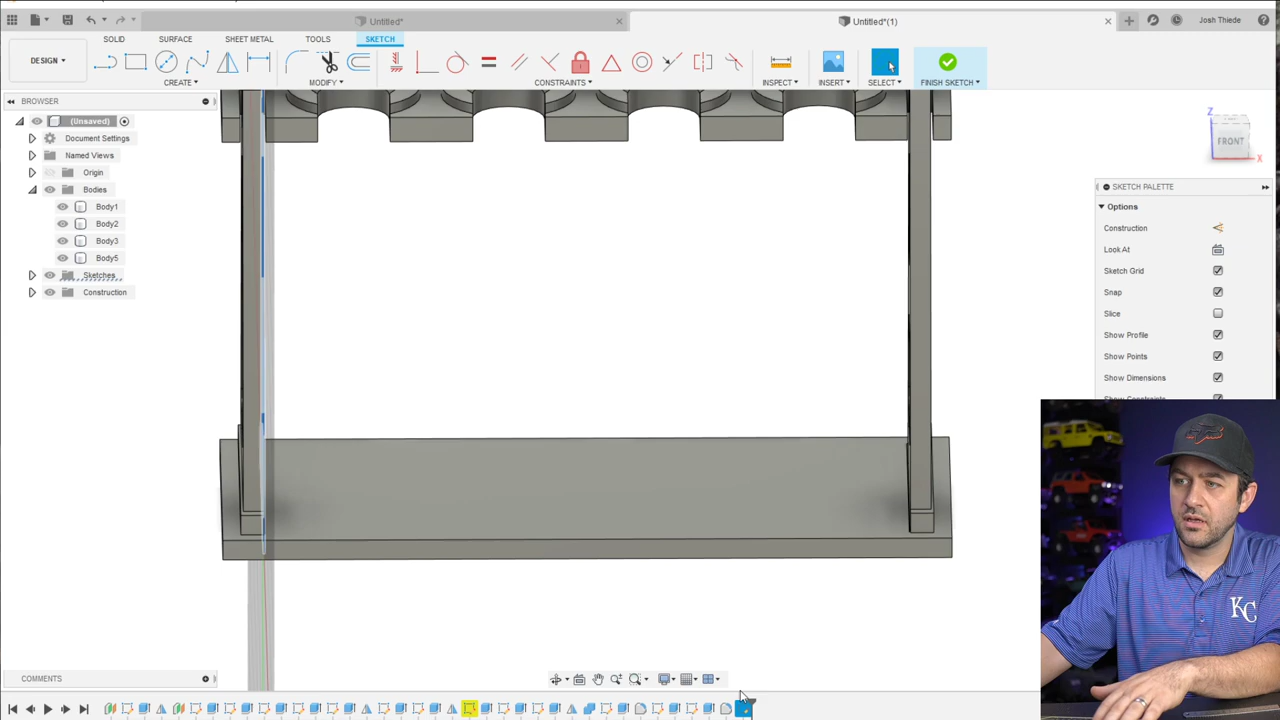 Untitled*
Untitled*(1)
Josh Thiede
DESIGN
SOLID
SURFACE
SHEET METAL
TOOLS
SKETCH
CREATE
MODIFY
CONSTRAINTS
INSPECT
INSERT
SELECT
FINISH SKETCH
BROWSER
(Unsaved)
Document Settings
Named Views
Origin
Bodies
Body1
Body2
Body3
Body5
Sketches
Construction
Z
FRONT
X
SKETCH PALETTE
Options
Construction
Look At
Sketch Grid
Snap
Slice
Show Profile
Show Points
Show Dimensions
Show Constraints
KC
COMMENTS